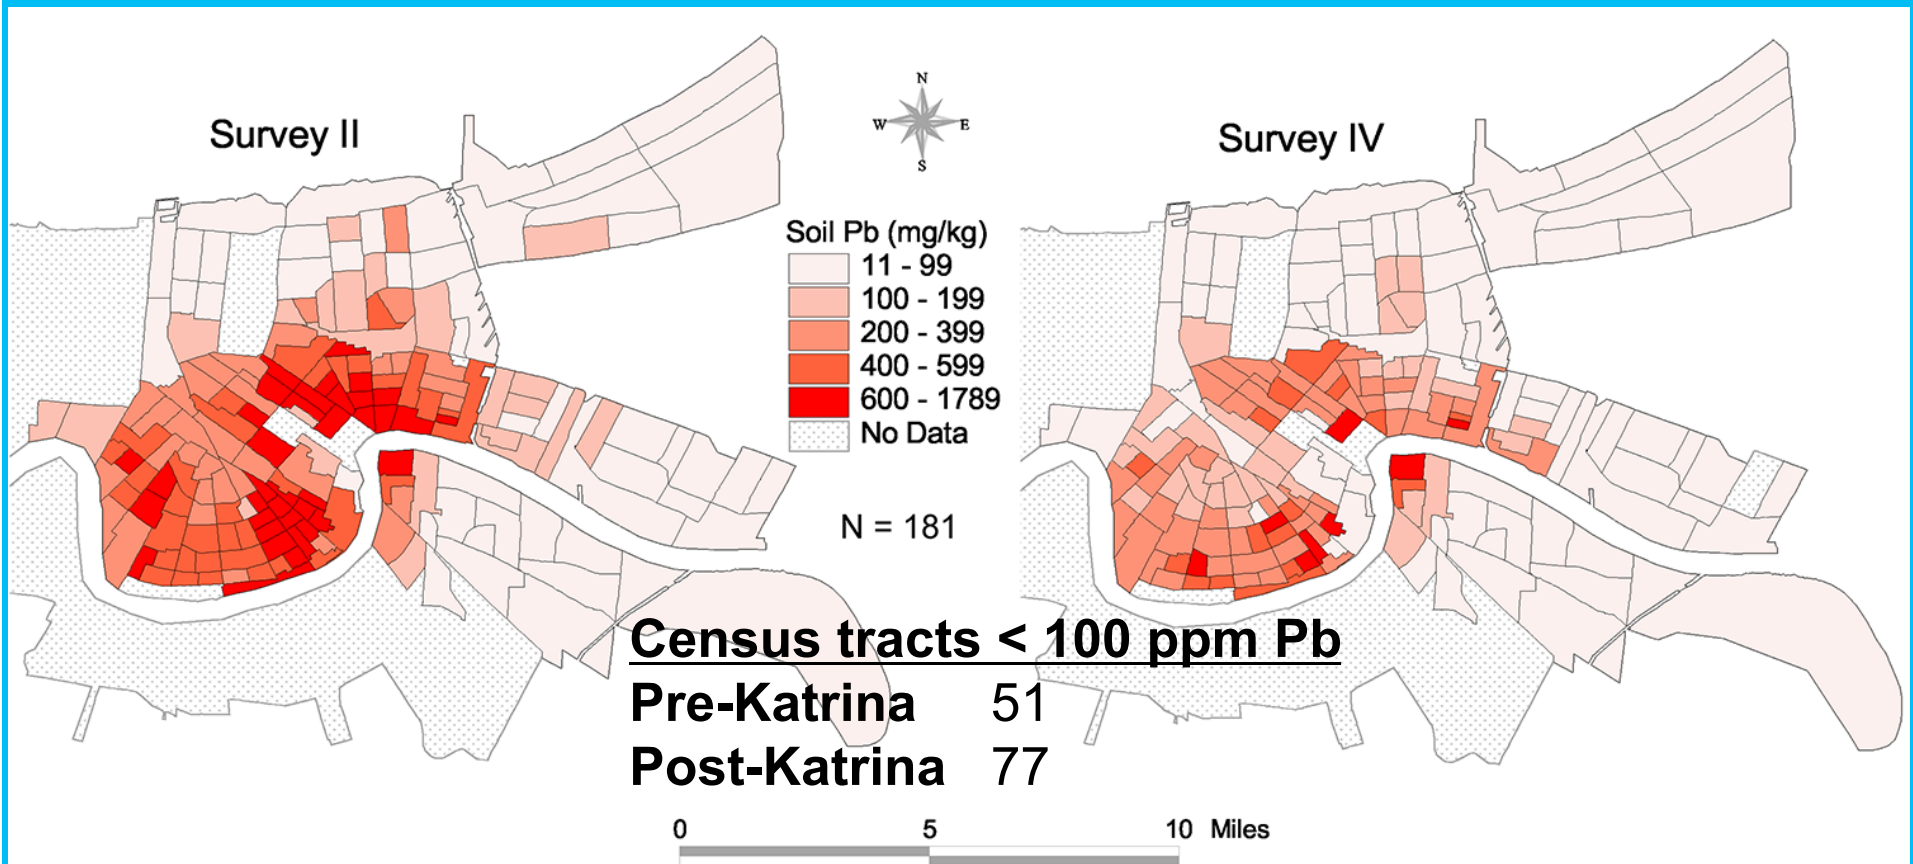 Survey II
N
W E
S
Survey IV
Soil Pb (mg/kg)
11 - 99
100 - 199
200 - 399
400 - 599
600 - 1789
No Data
N = 181
Census tracts < 100 ppm Pb
Pre-Katrina 51
Post-Katrina 77
0 5 10 Miles